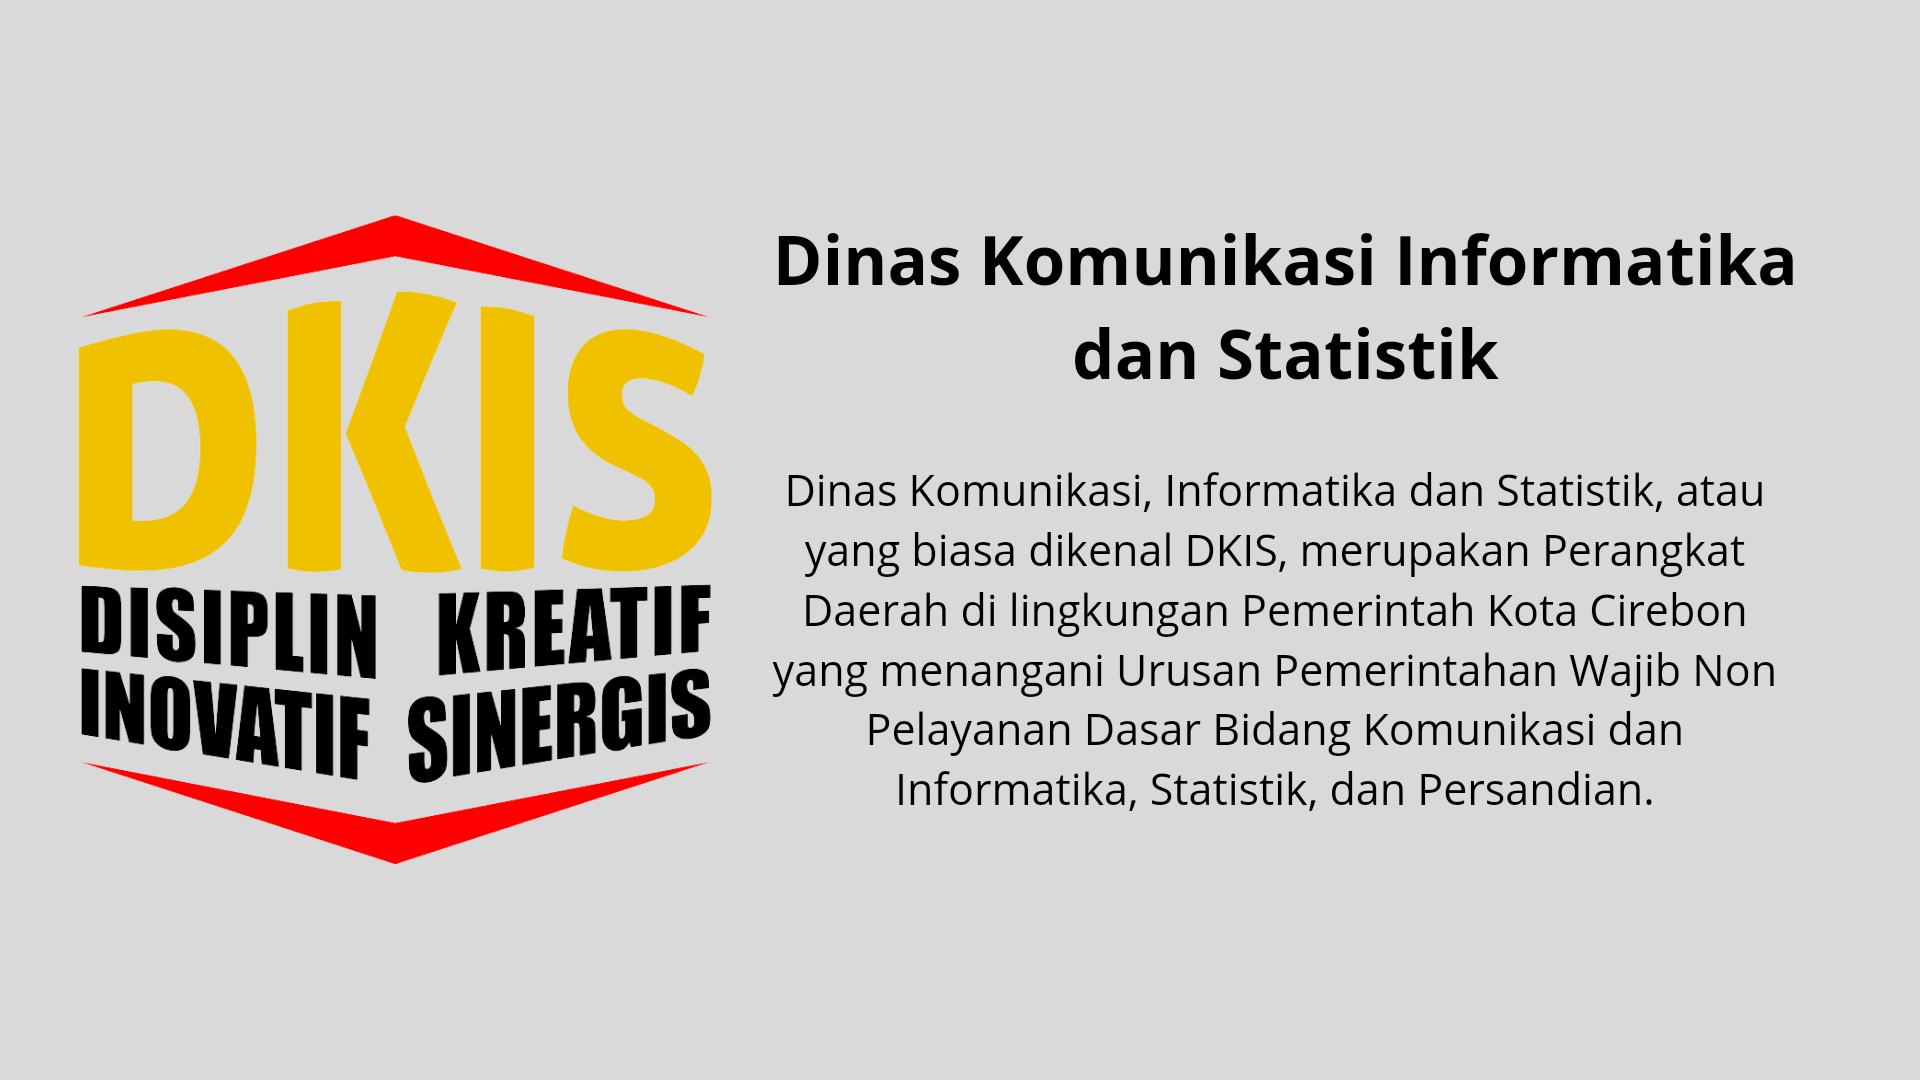 DKIS
DISIPLIN KREATIF
INOVATIF SINERGIS
Dinas Komunikasi Informatika
dan Statistik
Dinas Komunikasi, Informatika dan Statistik, atau
yang biasa dikenal DKIS, merupakan Perangkat
Daerah di lingkungan Pemerintah Kota Cirebon
yang menangani Urusan Pemerintahan Wajib Non
Pelayanan Dasar Bidang Komunikasi dan
Informatika, Statistik, dan Persandian.